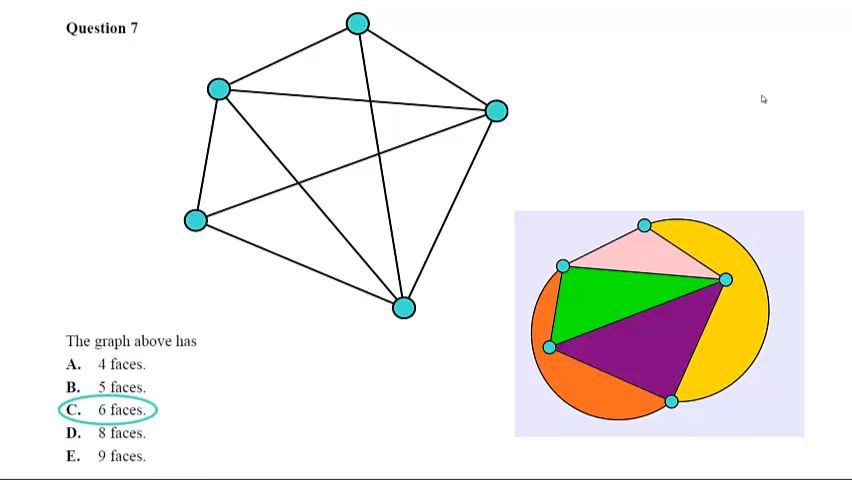 Question 7
The graph above has
A. 4 faces.
B. 5 faces.
C. 6 faces.
D. 8 faces.
E. 9 faces.